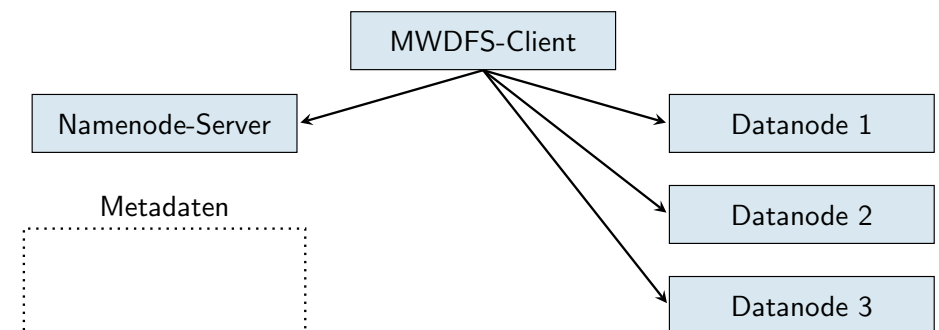 MWDFS-Client
Namenode-Server
Datanode 1
Datanode 2
Metadaten
Datanode 3